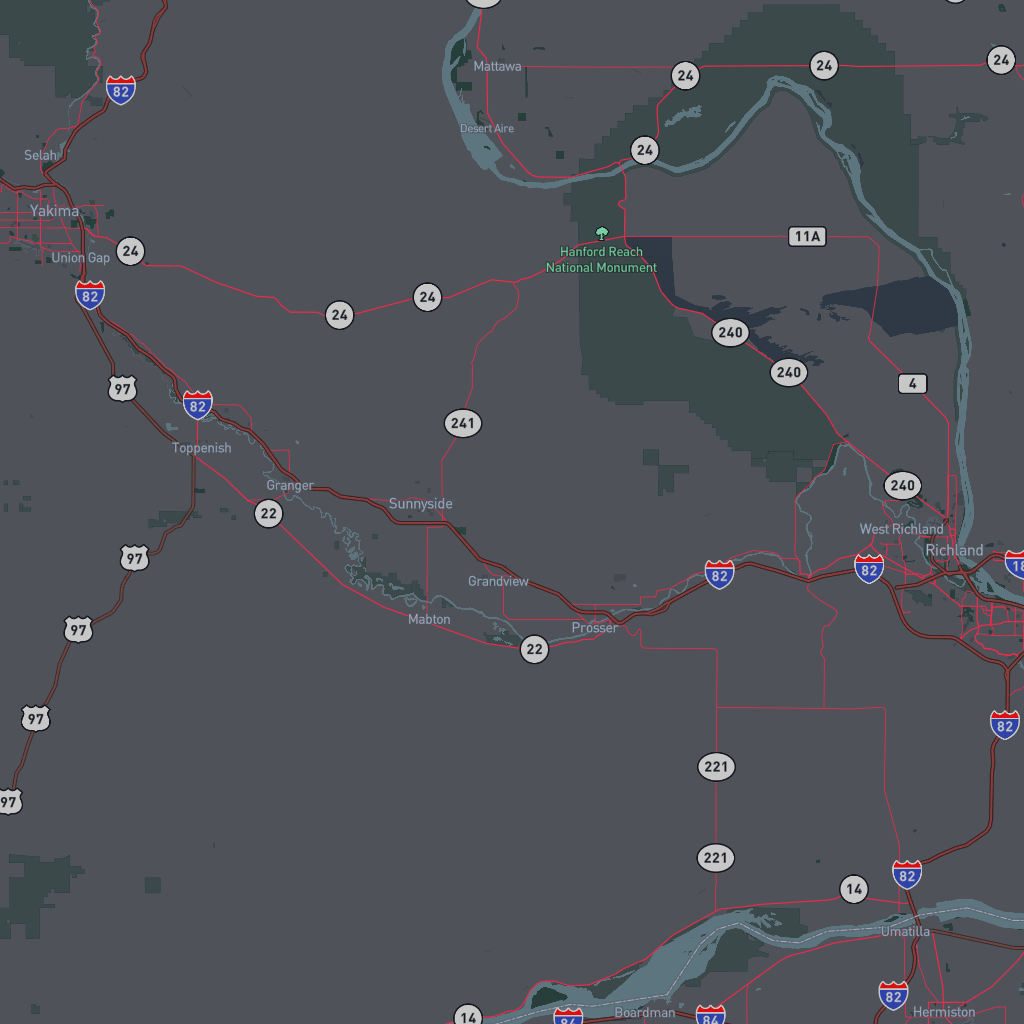 24
24
24
Mattawa
82
Desert Aire
24
Selah
Yakima
11A
24
Hanford Reach
National Monument
Union Gap
82
24
24
240
240
97
4
82
241
Toppenish
Granger
240
Sunnyside
22
West Richland
Richland
97
82
82
18
Grandview
Mabton
Prosser
97
22
97
82
221
97
221
82
14
Umatilla
82
Boardman
Hermiston
14
84
84